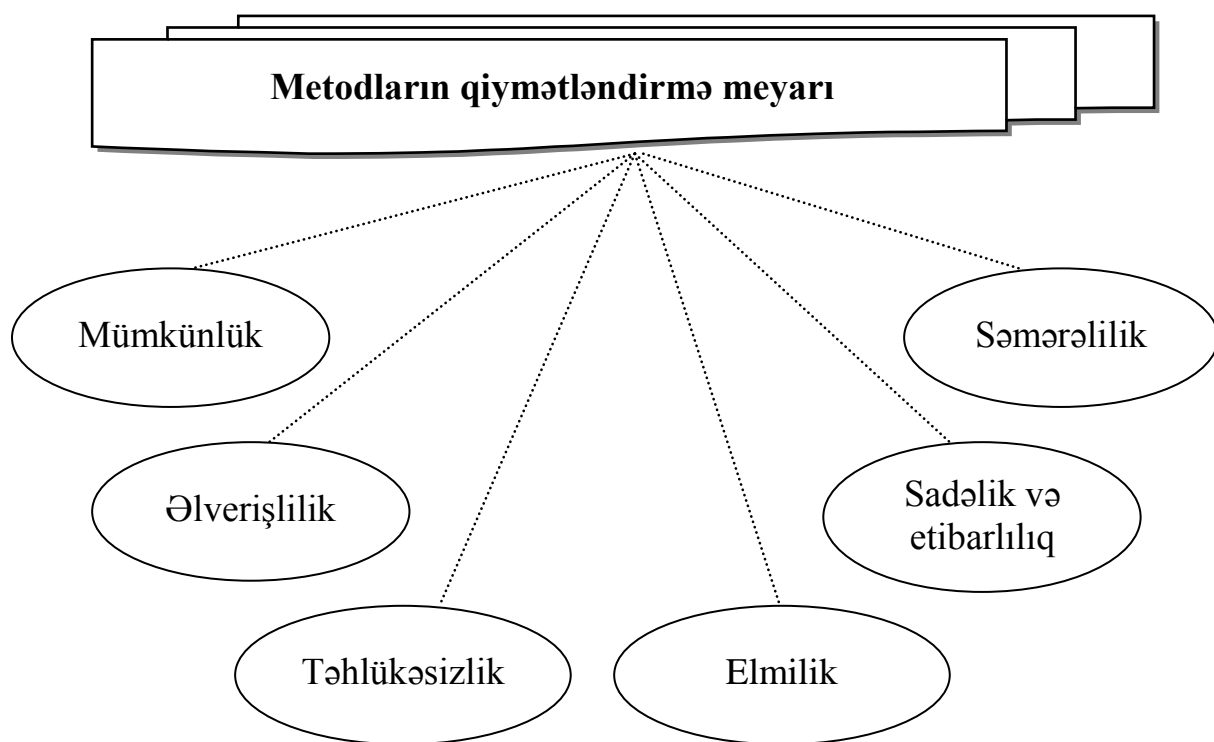 Metodların qiymətləndirmə meyarı
Mümkünlük
Səmərəlilik
Əlverişlilik
Sadəlik və
etibarlılıq
Təhlükəsizlik
Elmilik